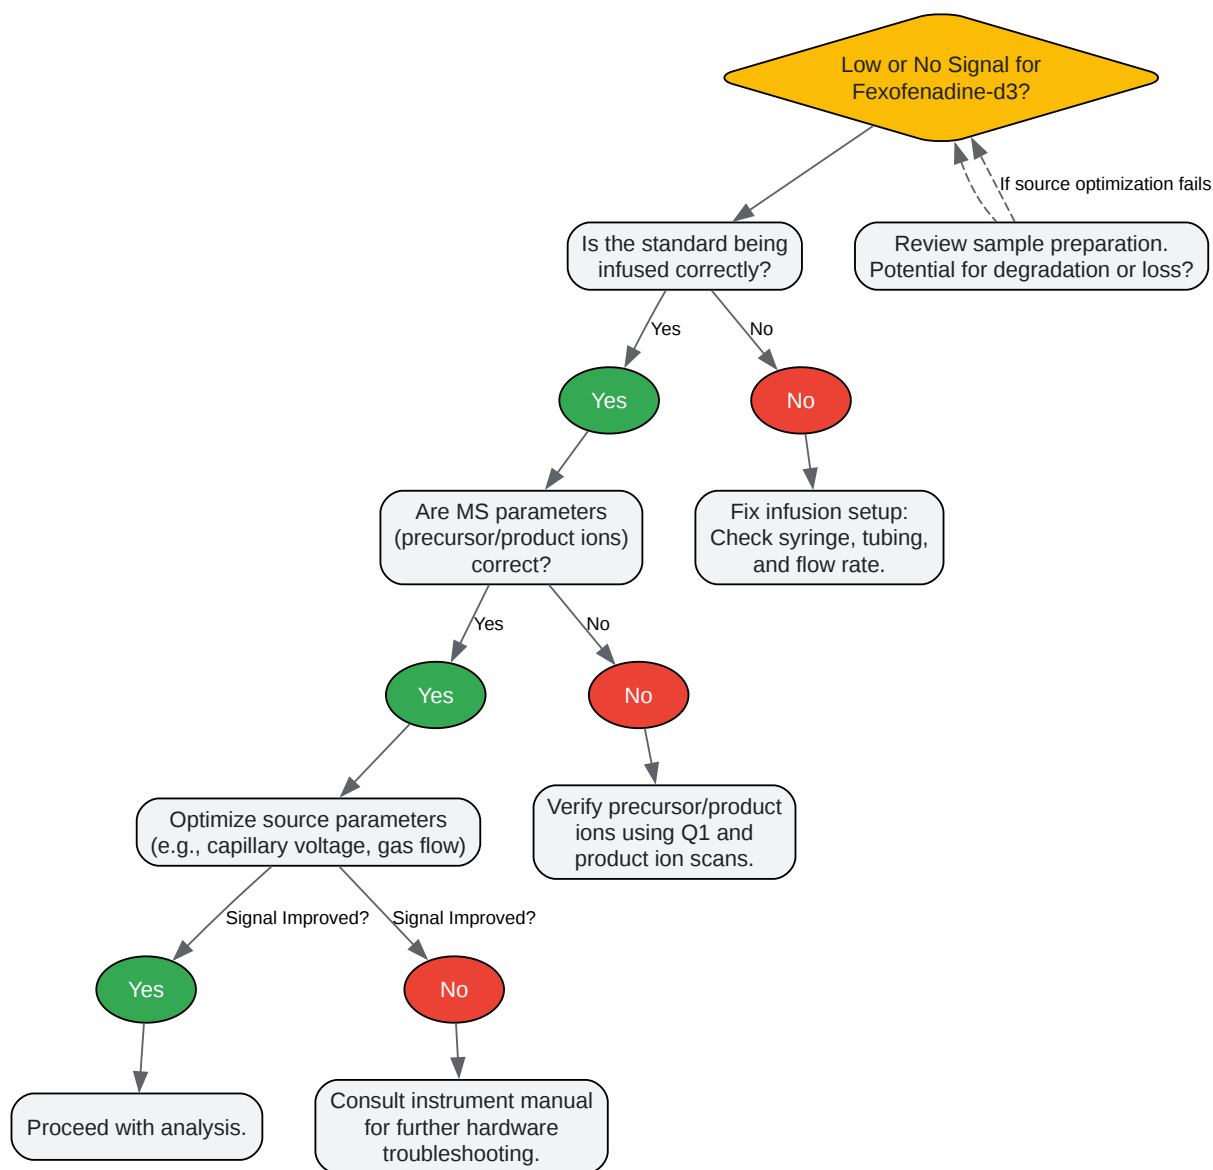 Low or No Signal for
Fexofenadine-d3?
If source optimization fails
Is the standard being
infused correctly?
Review sample preparation.
Potential for degradation or loss?
Yes
No
Yes
No
Are MS parameters
(precursor/product ions)
correct?
Fix infusion setup:
Check syringe, tubing,
and flow rate.
Yes
No
Yes
No
Optimize source parameters
(e.g., capillary voltage, gas flow)
Verify precursor/product
ions using Q1 and
product ion scans.
Signal Improved?
Signal Improved?
Yes
No
Proceed with analysis.
Consult instrument manual
for further hardware
troubleshooting.